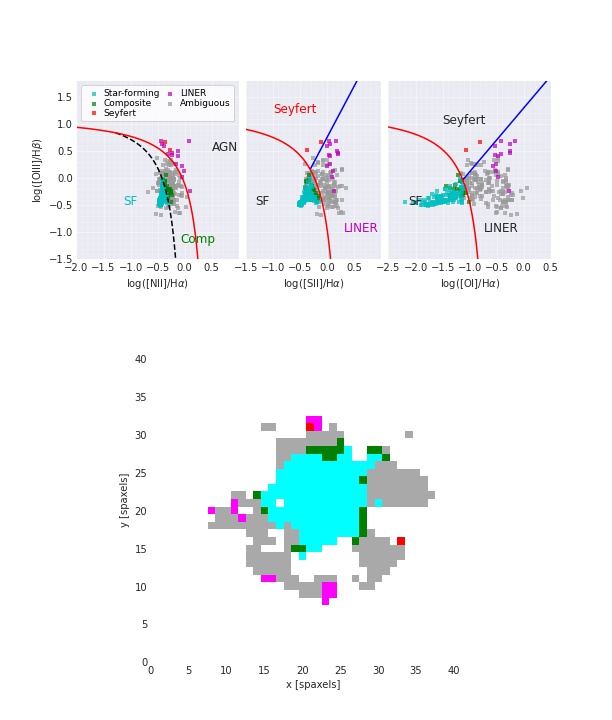 Star-forming
Composite
Seyfert
LINER
Ambiguous
AGN
SF
Comp
log([OIII]/Hβ)
1.5
1.0
0.5
0.0
−0.5
−1.0
−1.5
−2.0 −1.5 −1.0 −0.5 0.0 0.5
log([NII]/Hα)
Seyfert
SF
LINER
−1.5 −1.0 −0.5 0.0 0.5
log([SII]/Hα)
Seyfert
SF
LINER
−2.5 −2.0 −1.5 −1.0 −0.5 0.0 0.5
log([OI]/Hα)
40
35
30
25
20
15
10
5
0
y [spaxels]
0 5 10 15 20 25 30 35 40
x [spaxels]